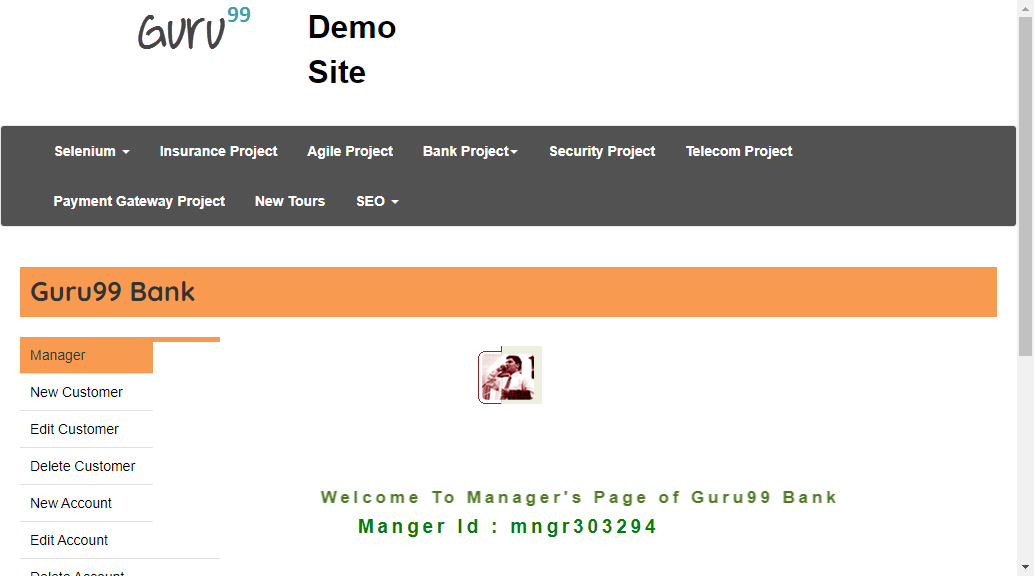 Guru99
Demo
Site
Selenium Insurance Project Agile Project Bank Project Security Project Telecom Project
Payment Gateway Project New Tours SEO
Guru99 Bank
Manager
New Customer
Edit Customer
Delete Customer
New Account
Edit Account
Delete Account
Welcome To Manager's Page of Guru99 Bank
Manger Id : mngr303294